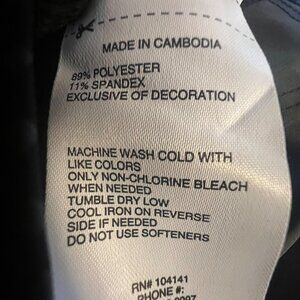 MADE IN CAMBODIA
89% POLYESTER
11% SPANDEX
EXCLUSIVE OF DECORATION
MACHINE WASH COLD WITH
LIKE COLORS
ONLY NON-CHLORINE BLEACH
WHEN NEEDED
TUMBLE DRY LOW
COOL IRON ON REVERSE
SIDE IF NEEDED
DO NOT USE SOFTENERS
RN# 104141
PHONE #: